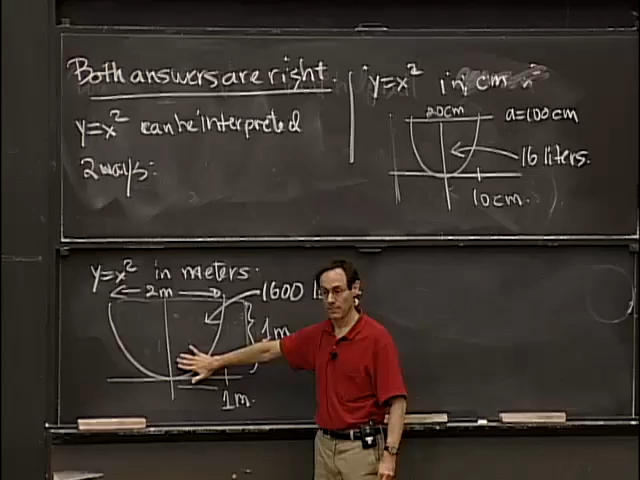 Both answers are right.
y=x² can be interpreted
2 ways:
"y=x² in cm"
20cm
a=100cm
16 liters.
10cm.
y=x² in meters.
2m
1600 l
1m
1m.